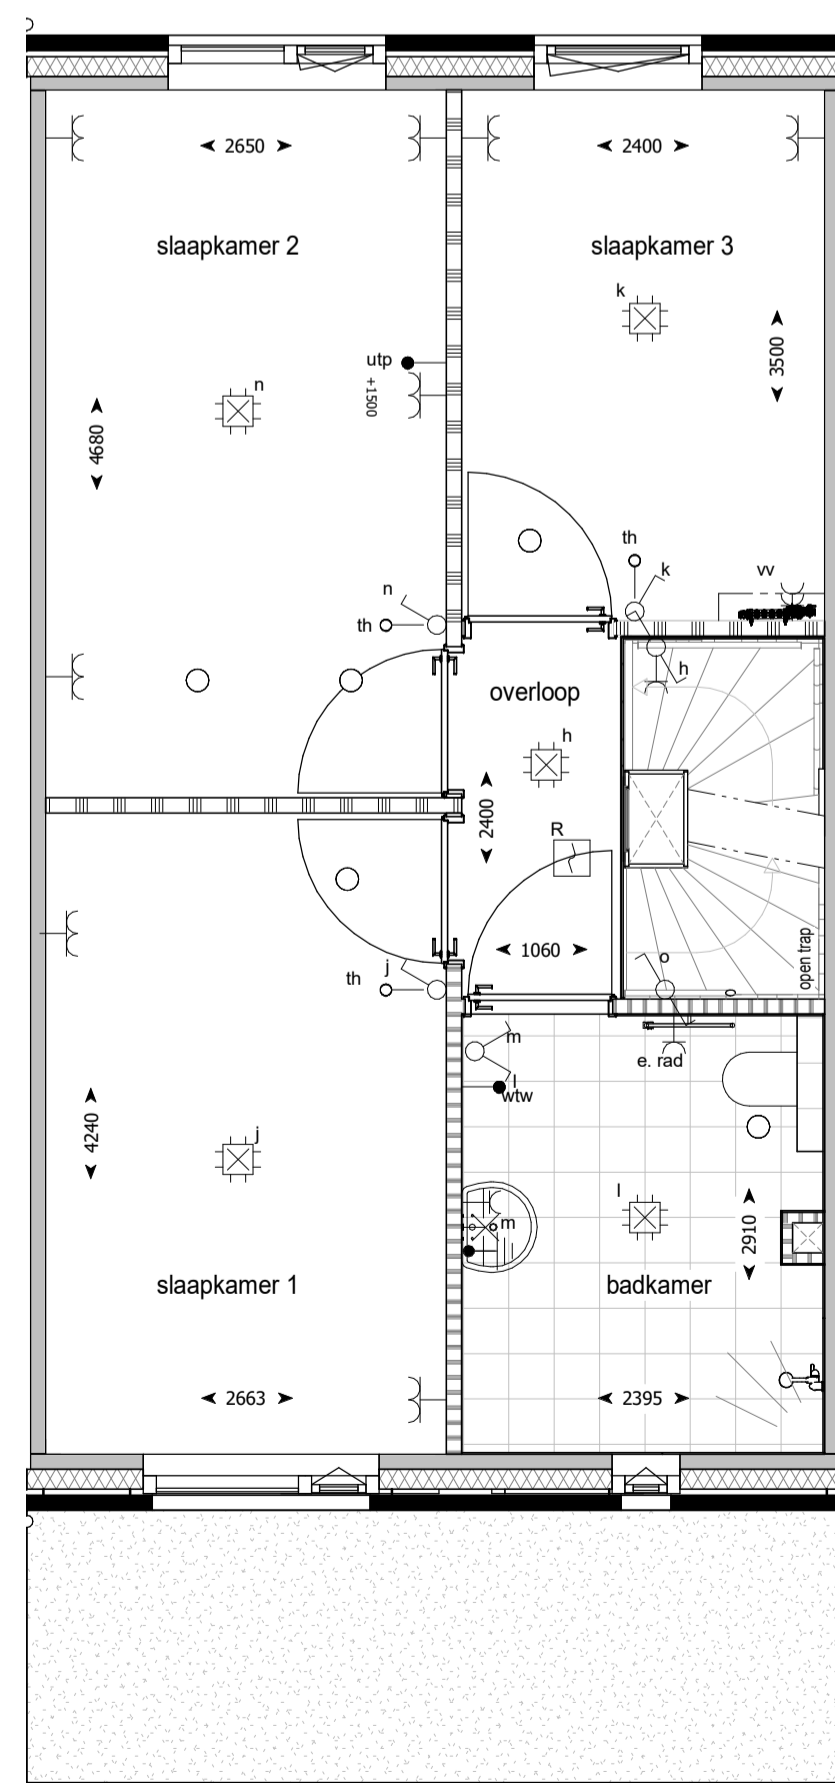 2650
2400
slaapkamer 2
slaapkamer 3
k
3500
utp
+1500
n
4680
th
k
vv
n
th
h
overloop
h
2400
R
1060
open trap
j
th
o
m
e. rad
l
wtw
j
4240
l
m
2910
slaapkamer 1
badkamer
2663
2395